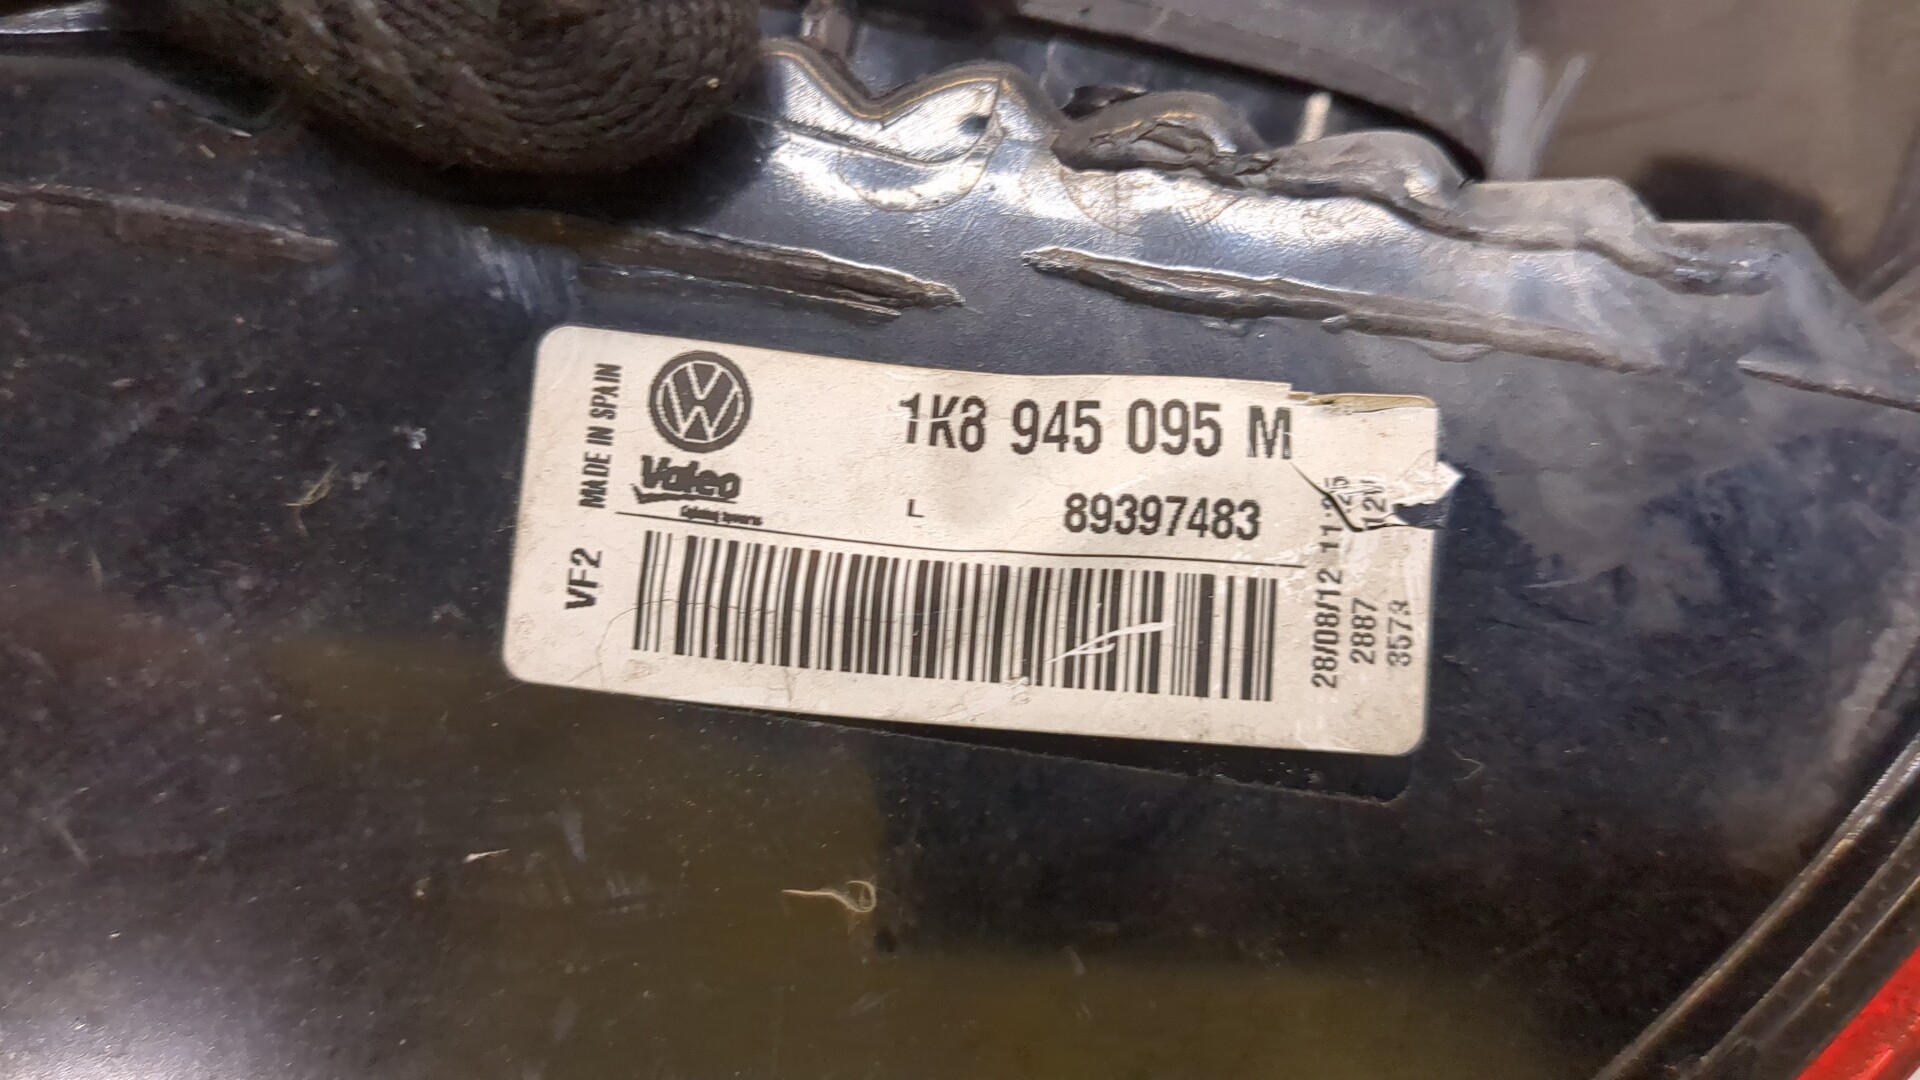 MADE IN SPAIN
VF2
Valeo
1K8 945 095 M
L 89397483
28/08/12 11:25
2887 12V
3573